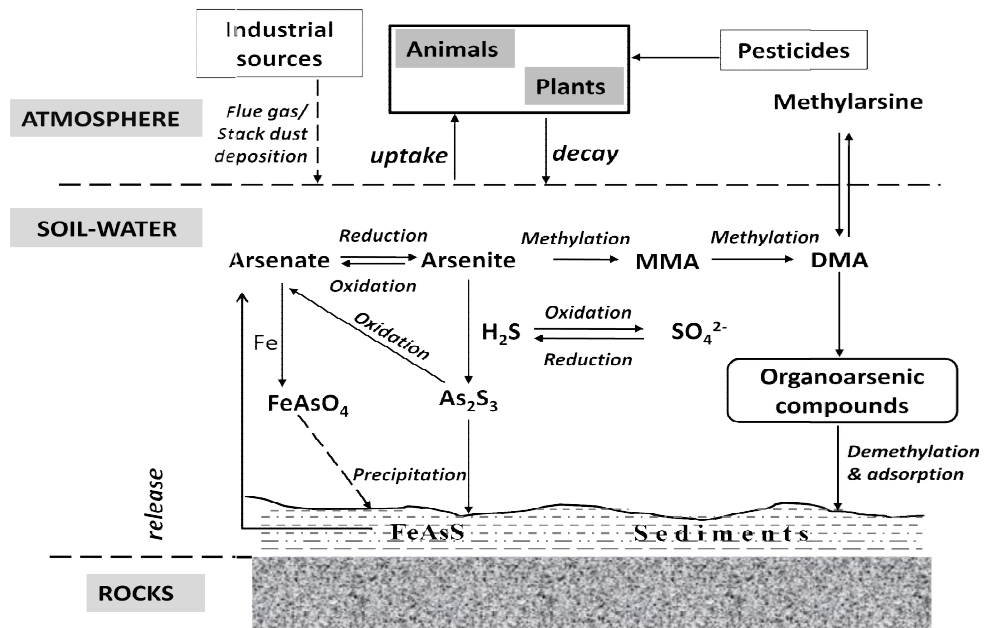 Industrial
sources
Animals
Plants
Pesticides
ATMOSPHERE
Flue gas/
Stack dust
deposition
uptake
decay
Methylarsine
SOIL-WATER
Arsenate
Reduction
Oxidation
Arsenite
Methylation
MMA
Methylation
DMA
Fe
Oxidation
H₂S
Oxidation
Reduction
SO₄²⁻
FeAsO₄
As₂S₃
Organoarsenic
compounds
Precipitation
Demethylation
& adsorption
release
FeAsS
Sediments
ROCKS